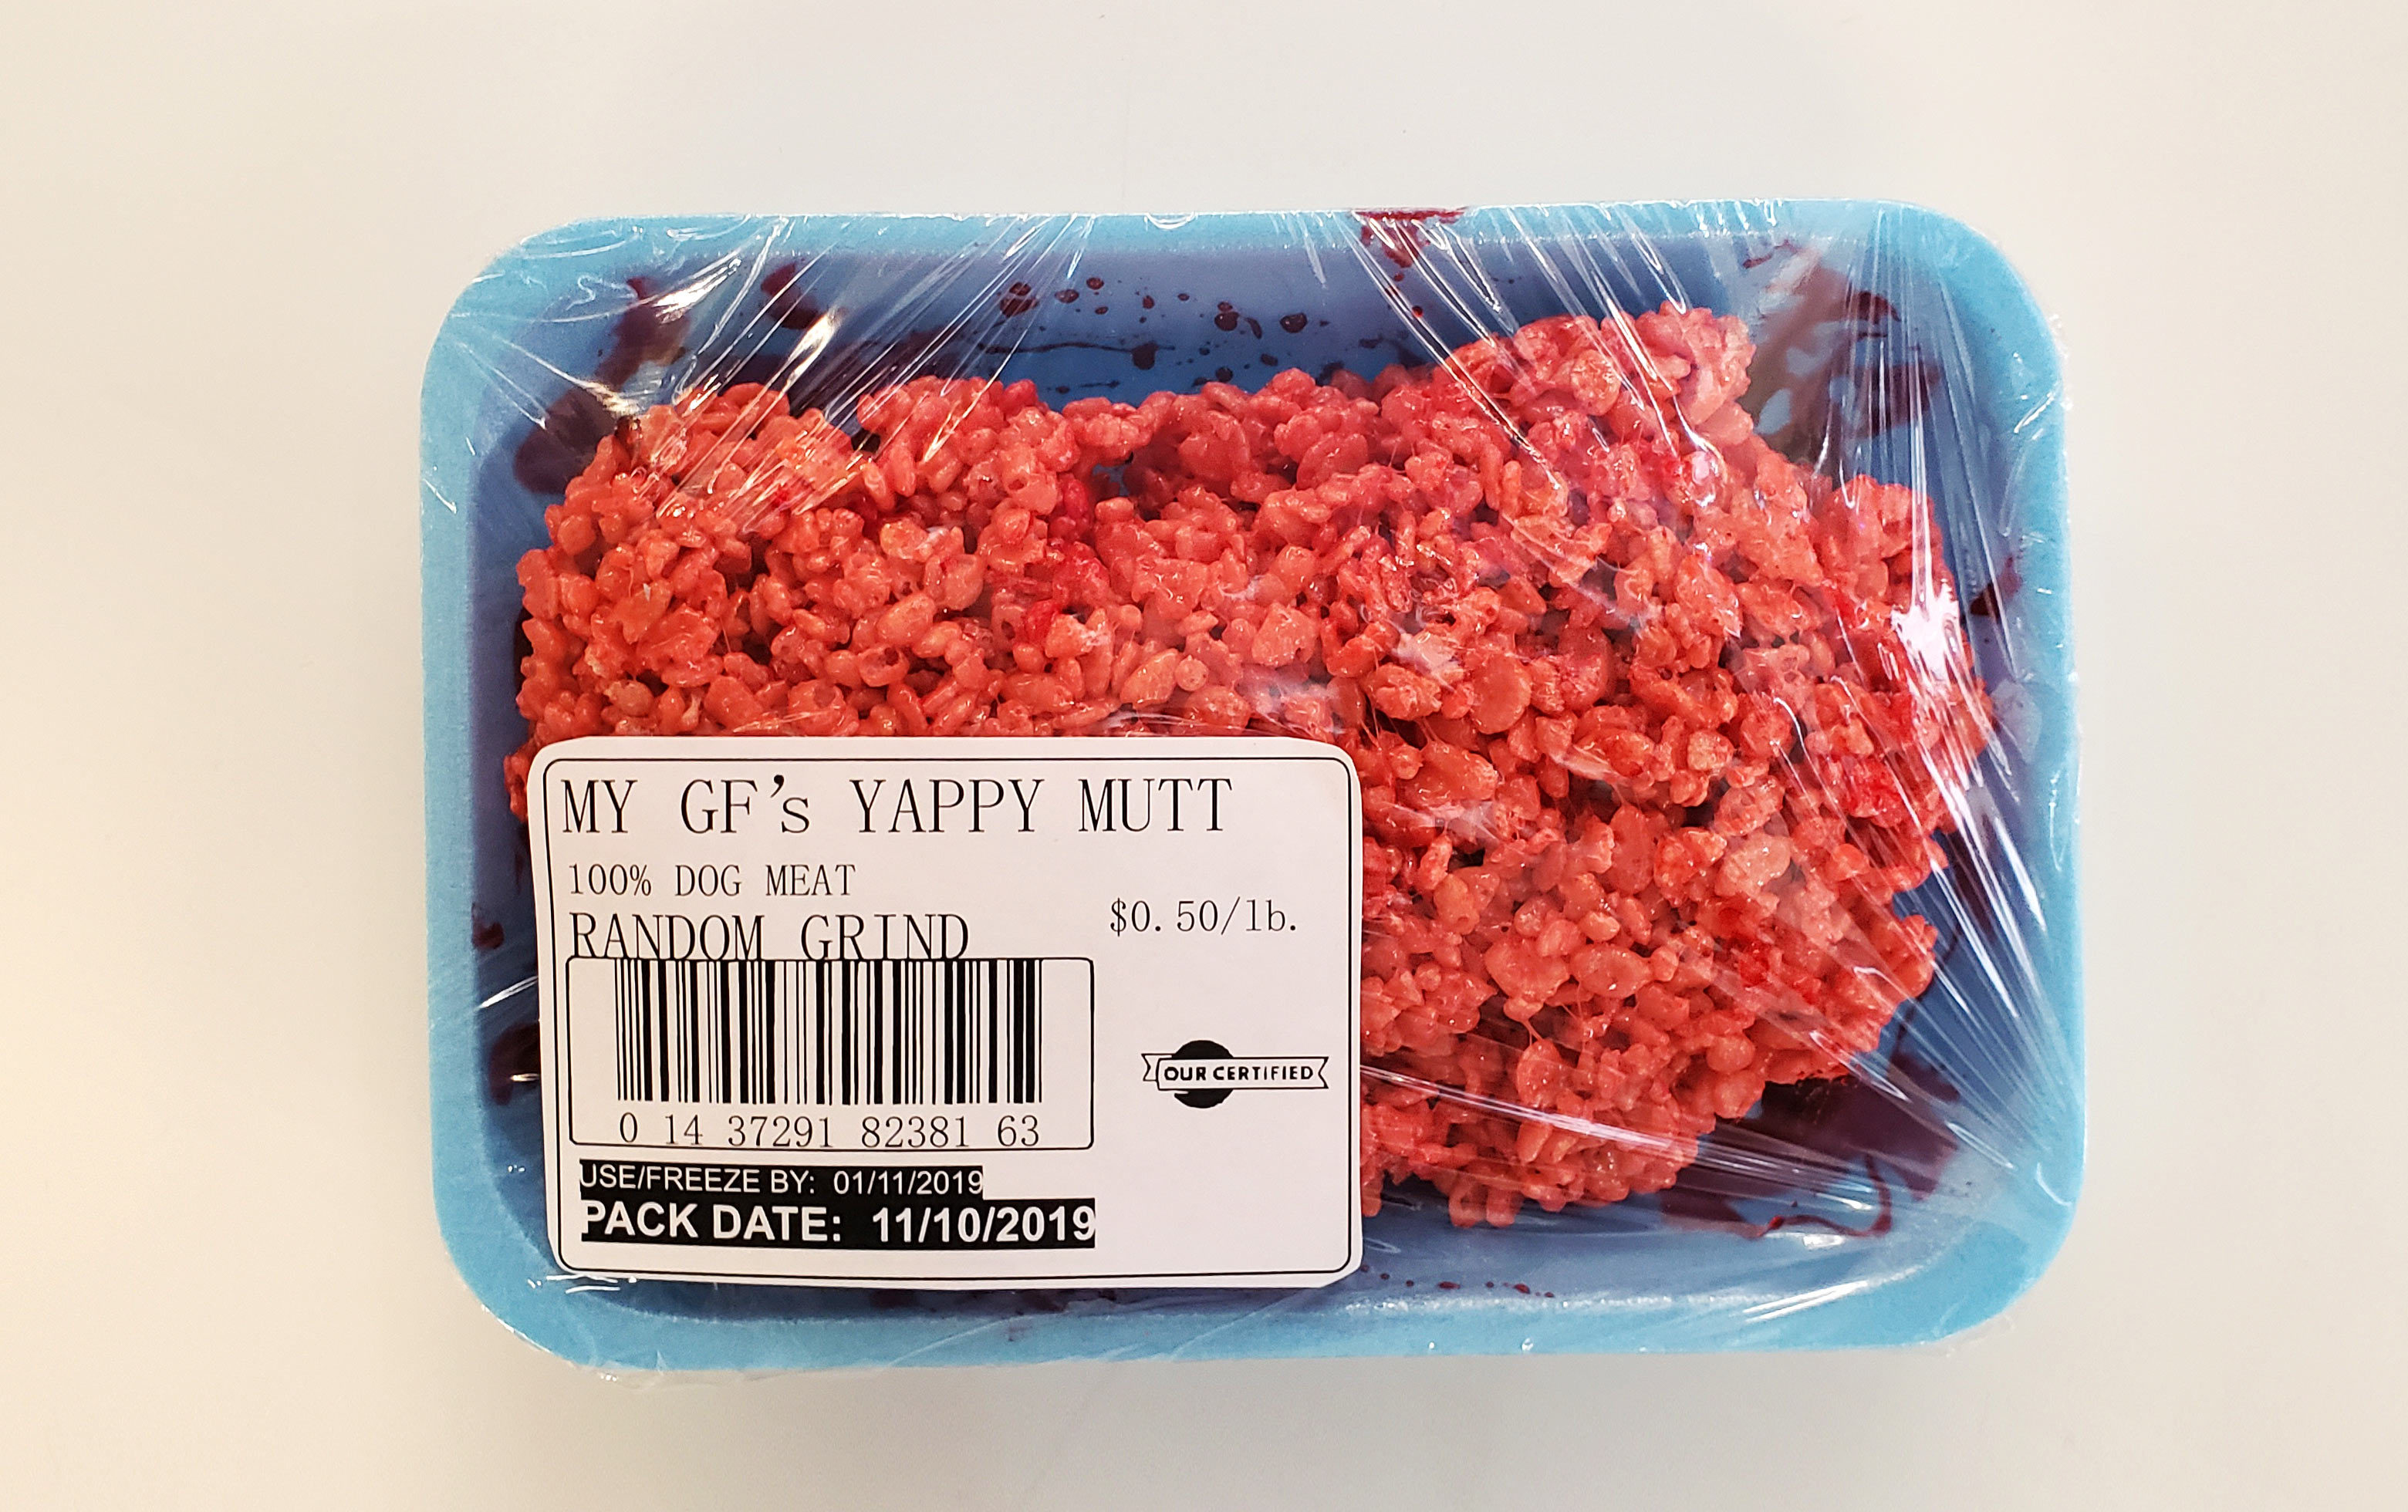 MY GF's YAPPY MUTT
100% DOG MEAT
$0.50/lb.
RANDOM GRIND
0 14 37291 82381 63
OUR CERTIFIED
USE/FREEZE BY: 01/11/2019
PACK DATE: 11/10/2019